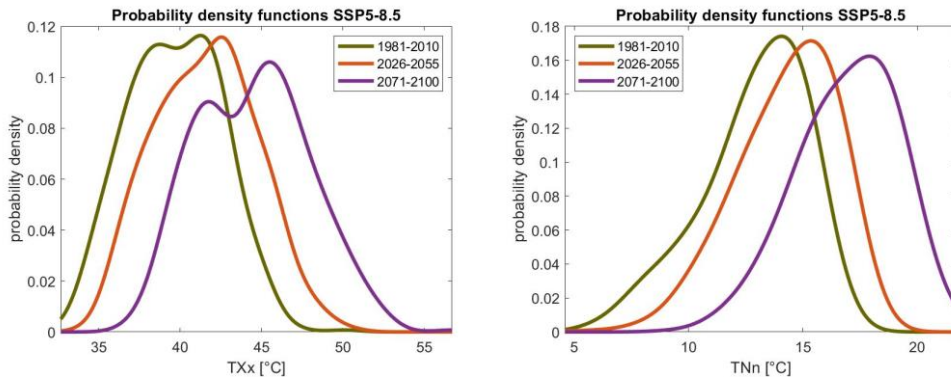 Probability density functions SSP5-8.5
0.12
0.1
0.08
0.06
0.04
0.02
0
probability density
1981-2010
2026-2055
2071-2100
35 40 45 50 55
TXx [°C]
Probability density functions SSP5-8.5
0.18
0.16
0.14
0.12
0.1
0.08
0.06
0.04
0.02
0
probability density
1981-2010
2026-2055
2071-2100
5 10 15 20
TNn [°C]